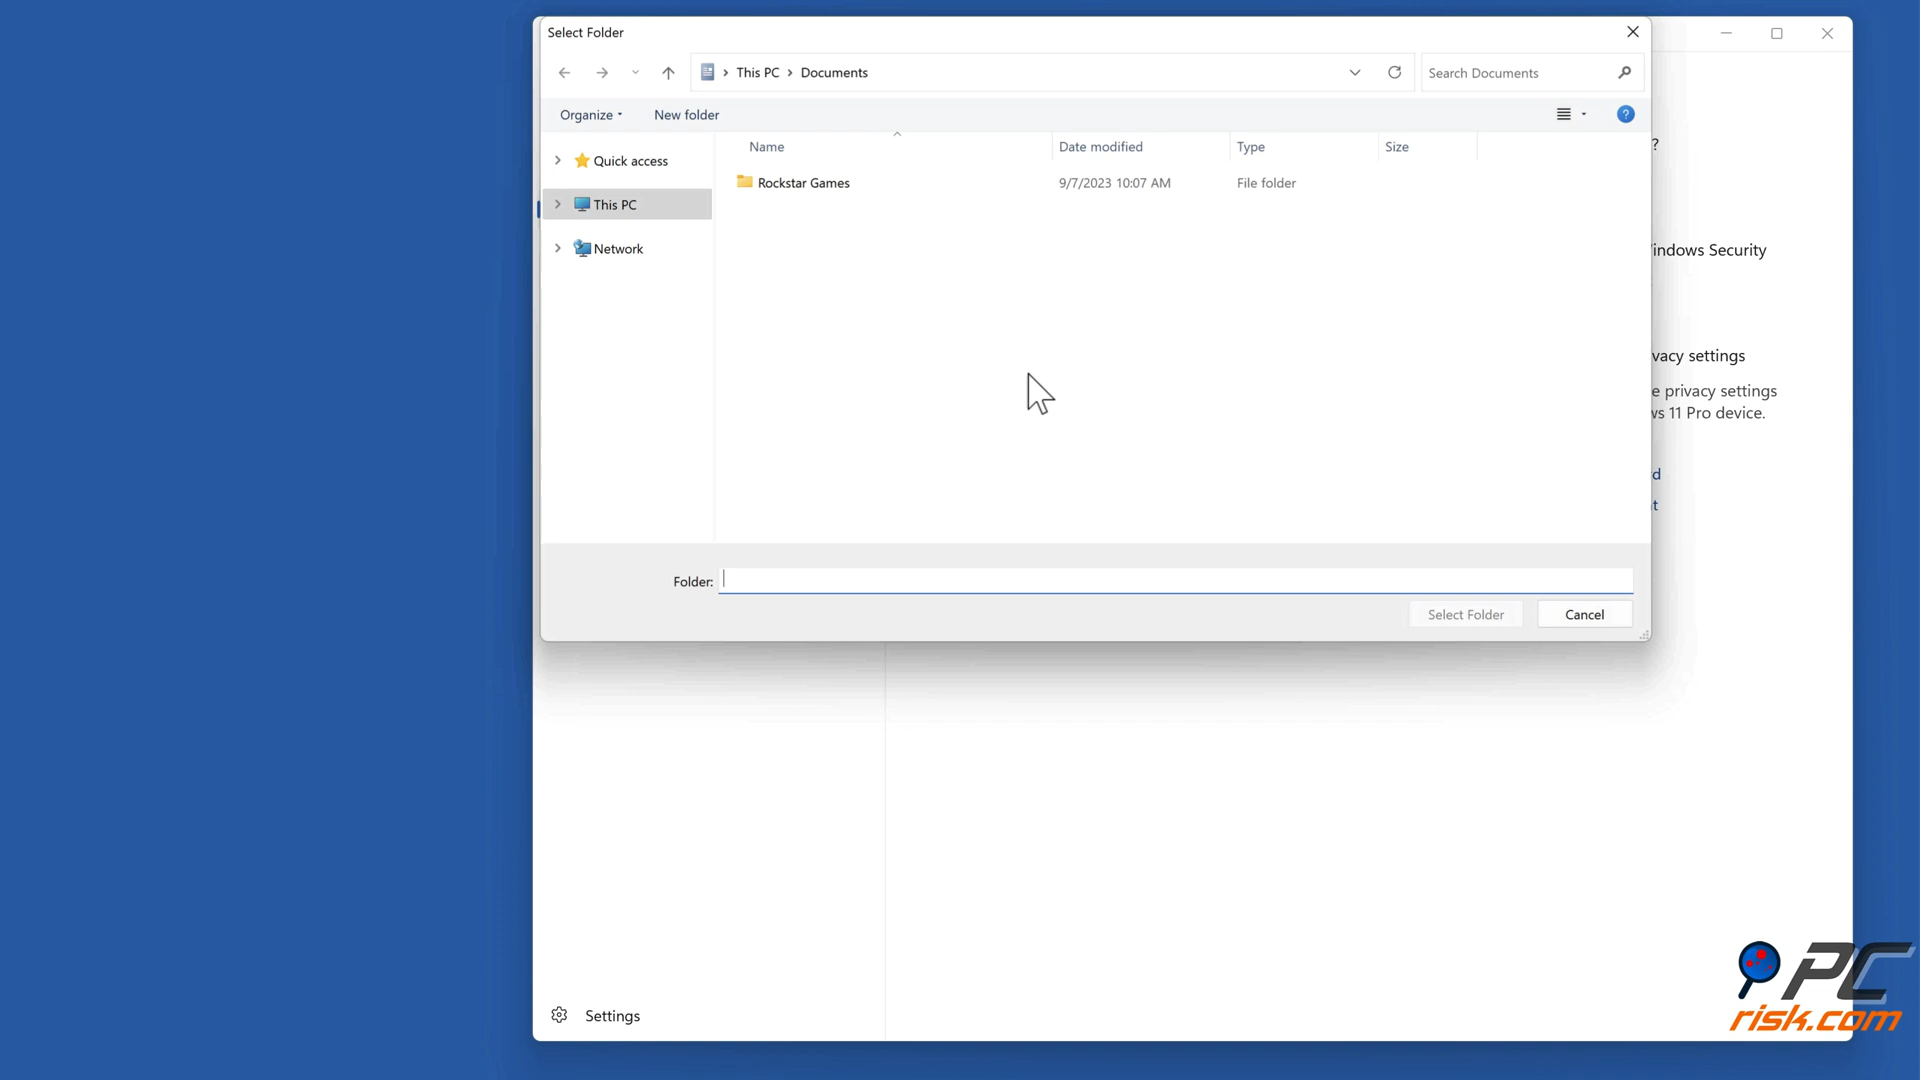 Select Folder
This PC
Documents
Search Documents
Organize
New folder
?
Name
Date modified
Type
Size
Quick access
Rockstar Games
9/7/2023 10:07 AM
File folder
This PC
Network
?
indows Security
vacy settings
e privacy settings
ws 11 Pro device.
d
t
Folder:
Select Folder
Cancel
Settings
PC
risk.com